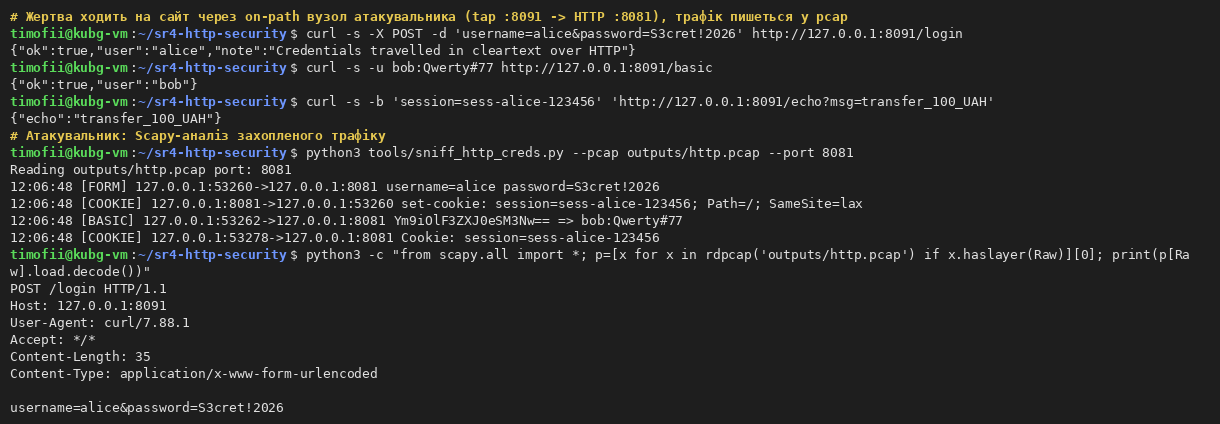 # Жертва ходить на сайт через on-path вузол атакувальника (tap :8091 -> HTTP :8081), трафік пишеться у pcap
timofii@kubg-vm:~/sr4-http-security$ curl -s -X POST -d 'username=alice&password=S3cret!2026' http://127.0.0.1:8091/login
{"ok":true,"user":"alice","note":"Credentials travelled in cleartext over HTTP"}
timofii@kubg-vm:~/sr4-http-security$ curl -s -u bob:Qwerty#77 http://127.0.0.1:8091/basic
{"ok":true,"user":"bob"}
timofii@kubg-vm:~/sr4-http-security$ curl -s -b 'session=sess-alice-123456' 'http://127.0.0.1:8091/echo?msg=transfer_100_UAH'
{"echo":"transfer_100_UAH"}
# Атакувальник: Scapy-аналіз захопленого трафіку
timofii@kubg-vm:~/sr4-http-security$ python3 tools/sniff_http_creds.py --pcap outputs/http.pcap --port 8081
Reading outputs/http.pcap port: 8081
12:06:48 [FORM] 127.0.0.1:53260->127.0.0.1:8081 username=alice password=S3cret!2026
12:06:48 [COOKIE] 127.0.0.1:8081->127.0.0.1:53260 set-cookie: session=sess-alice-123456; Path=/; SameSite=lax
12:06:48 [BASIC] 127.0.0.1:53262->127.0.0.1:8081 Ym9iOlF3ZXJ0eSM3Nw== => bob:Qwerty#77
12:06:48 [COOKIE] 127.0.0.1:53278->127.0.0.1:8081 Cookie: session=sess-alice-123456
timofii@kubg-vm:~/sr4-http-security$ python3 -c "from scapy.all import *; p=[x for x in rdpcap('outputs/http.pcap') if x.haslayer(Raw)][0]; print(p[Ra
w].load.decode())"
POST /login HTTP/1.1
Host: 127.0.0.1:8091
User-Agent: curl/7.88.1
Accept: */*
Content-Length: 35
Content-Type: application/x-www-form-urlencoded
username=alice&password=S3cret!2026